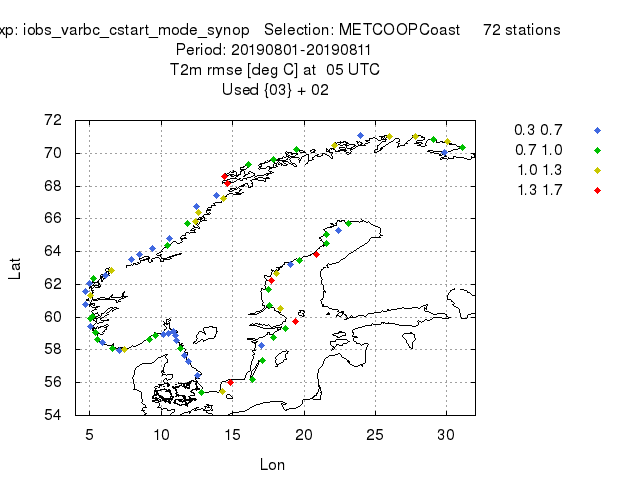 xp: iobs_varbc_cstart_mode_synop Selection: METCOOPCoast 72 stations
Period: 20190801-20190811
T2m rmse [deg C] at 05 UTC
Used {03} + 02
72
70
68
66
64
62
60
58
56
54
Lat
5 10 15 20 25 30
Lon
0.3 0.7
0.7 1.0
1.0 1.3
1.3 1.7